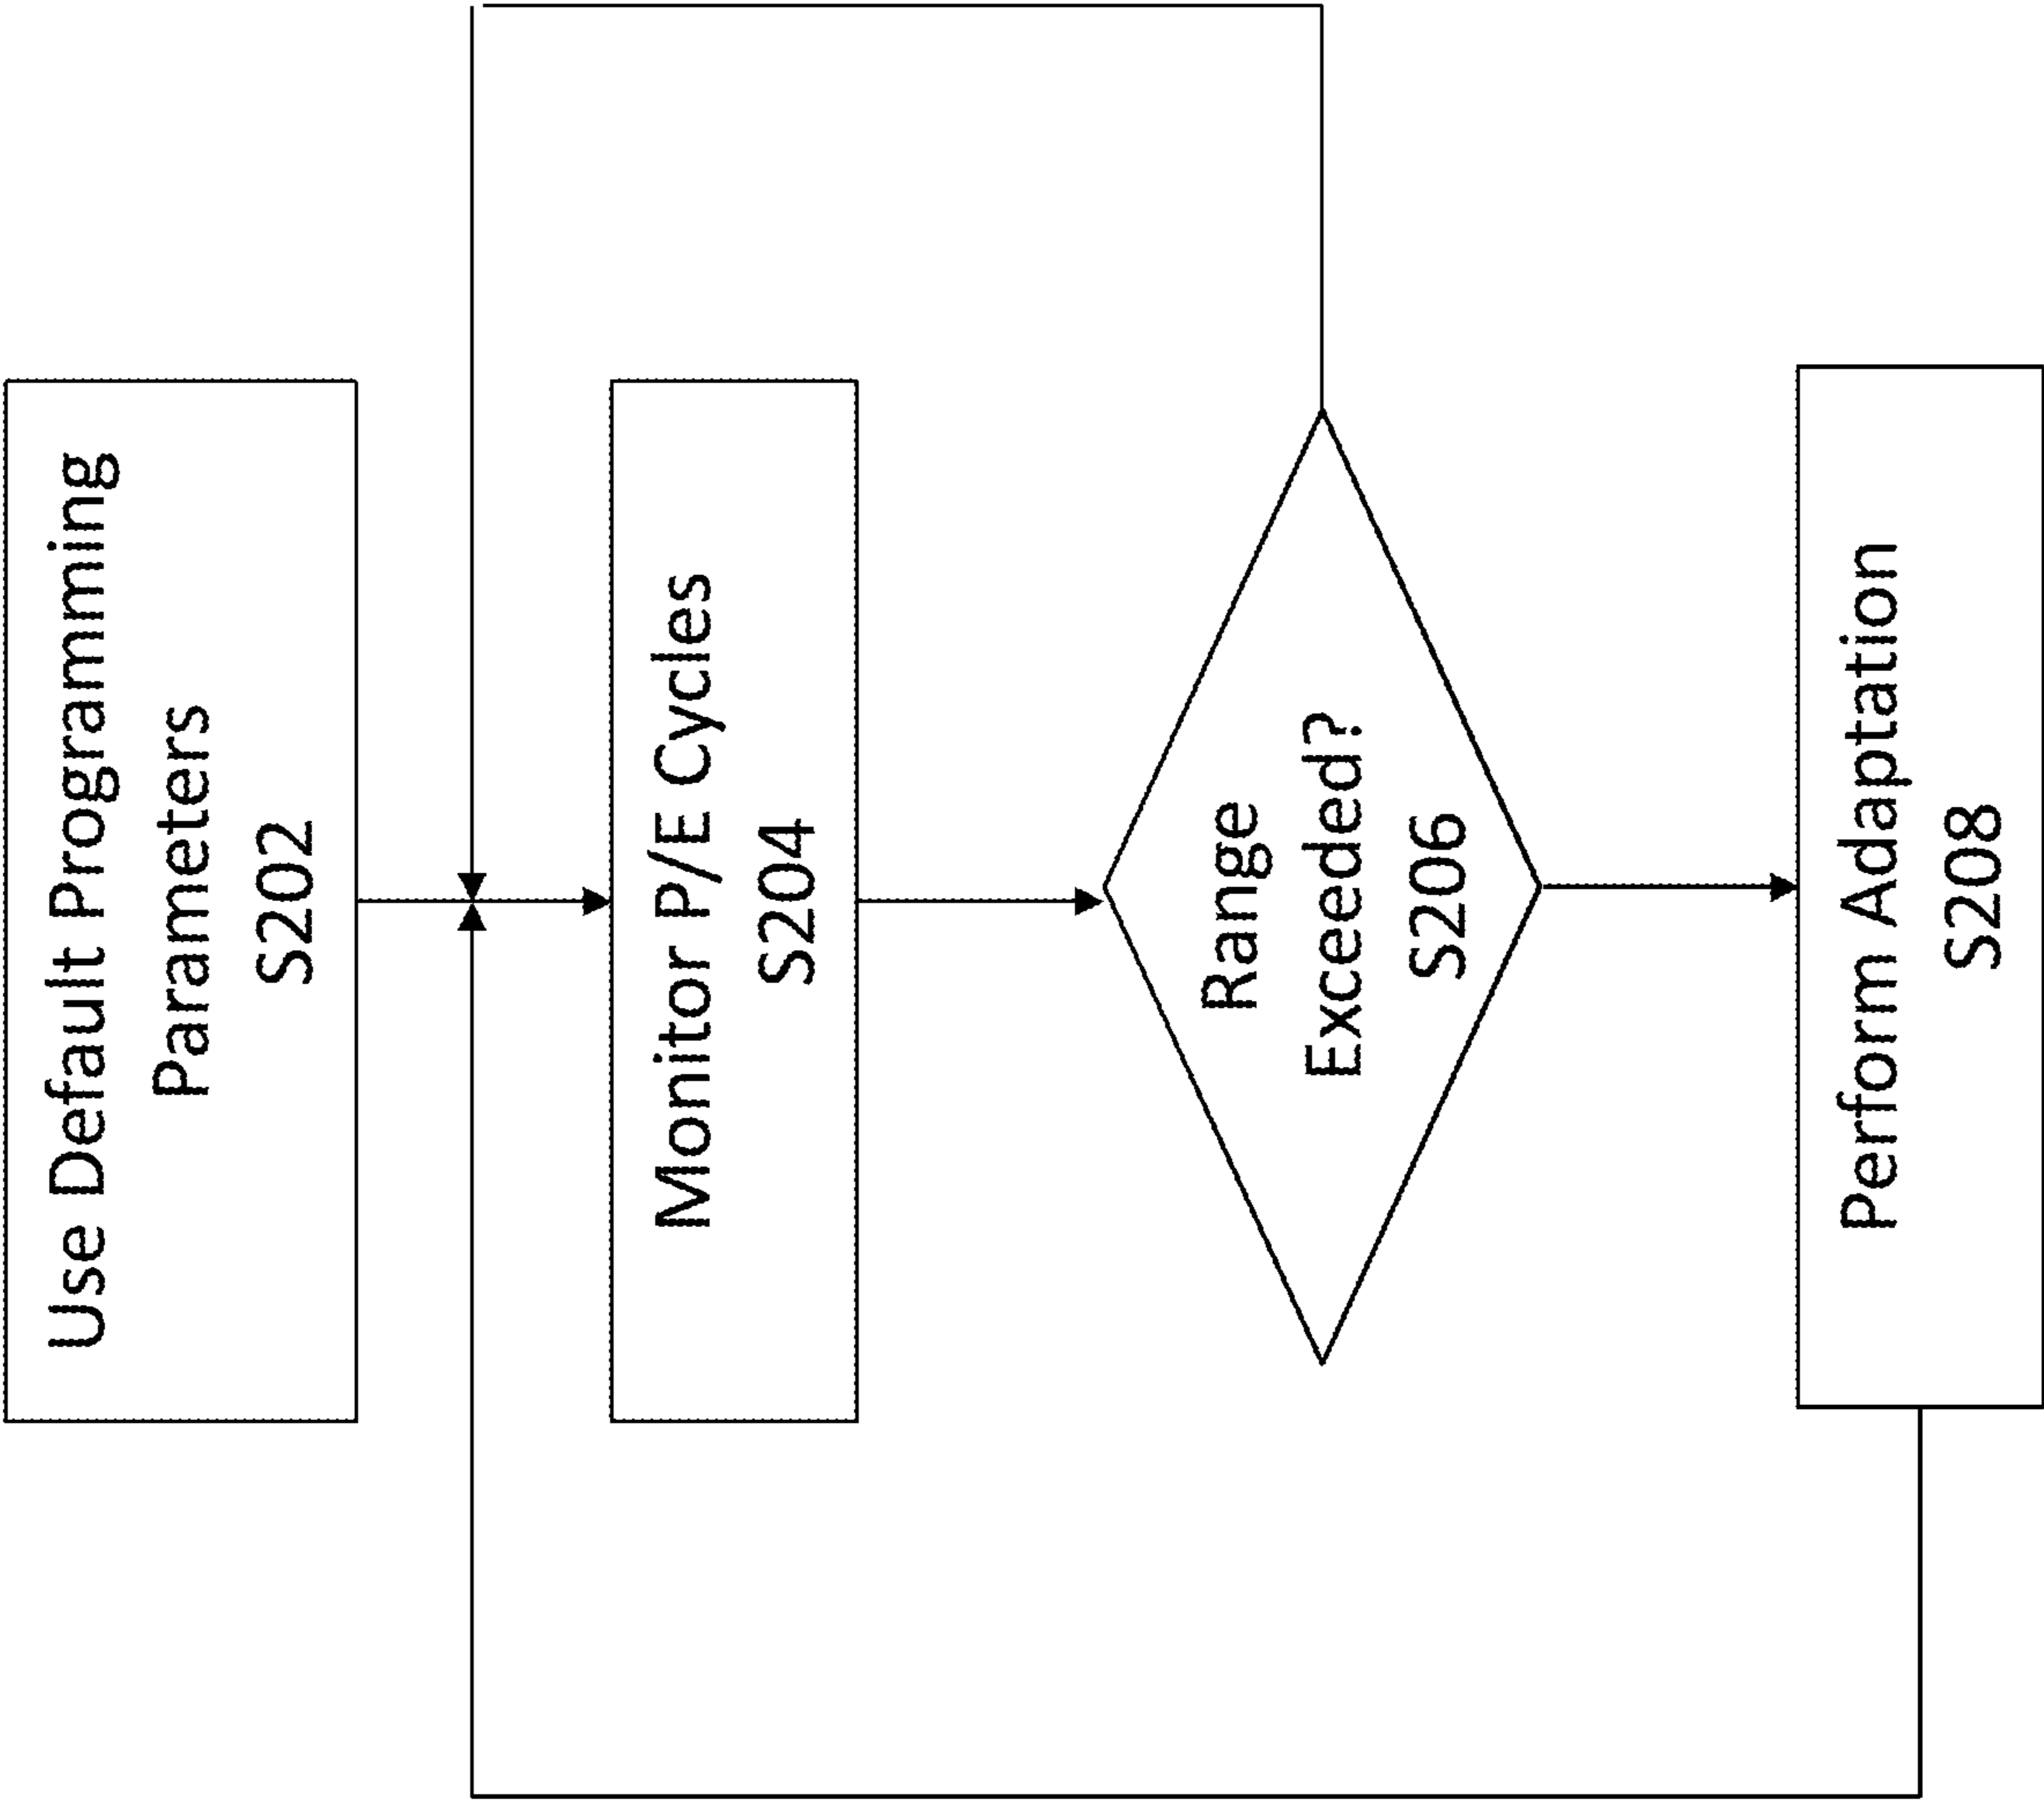 Use Default Programming
Parameters
S202
Monitor P/E Cycles
S204
Range
Exceeded?
S206
Perform Adaptation
S208